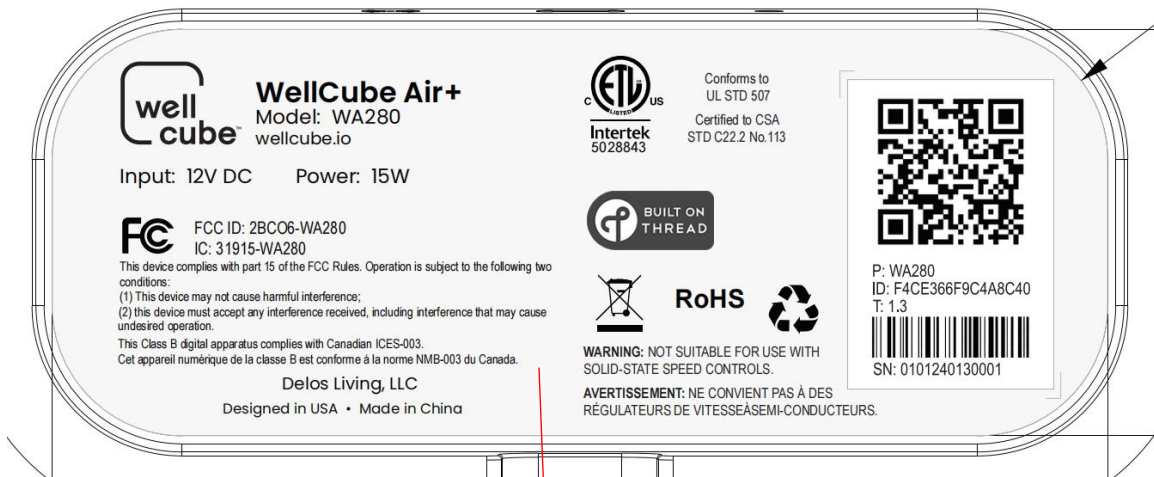 well
cube™
WellCube Air+
Model: WA280
wellcube.io
Input: 12V DC Power: 15W
FC
FCC ID: 2BCO6-WA280
IC: 31915-WA280
This device complies with part 15 of the FCC Rules. Operation is subject to the following two
conditions:
(1) This device may not cause harmful interference;
(2) this device must accept any interference received, including interference that may cause
undesired operation.
This Class B digital apparatus complies with Canadian ICES-003.
Cet appareil numérique de la classe B est conforme á la norme NMB-003 du Canada.
Delos Living, LLC
Designed in USA • Made in China
C ETL US
LISTED
Intertek
5028843
Conforms to
UL STD 507
Certified to CSA
STD C22.2 No.113
BUILT ON
THREAD
RoHS
WARNING: NOT SUITABLE FOR USE WITH
SOLID-STATE SPEED CONTROLS.
AVERTISSEMENT: NE CONVIENT PAS À DES
RÉGULATEURS DE VITESSEÀSEMI-CONDUCTEURS.
P: WA280
ID: F4CE366F9C4A8C40
T: 1.3
SN: 0101240130001